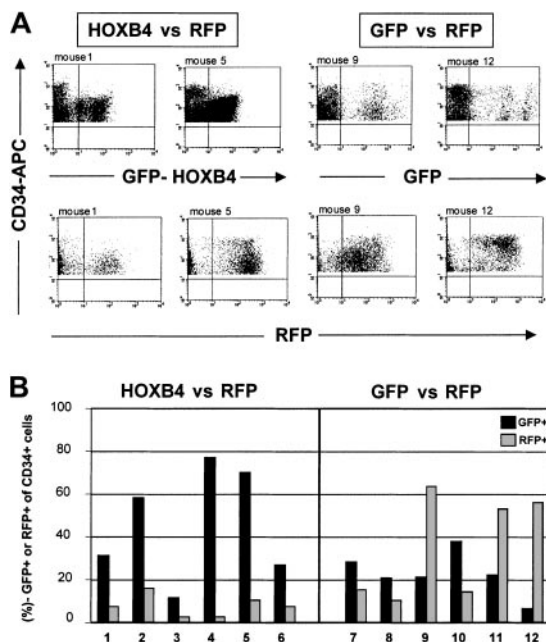 A
HOXB4 vs RFP
GFP vs RFP
mouse 1
mouse 5
mouse 9
mouse 12
CD34-APC
GFP-HOXB4
GFP
mouse 1
mouse 5
mouse 9
mouse 12
RFP
B
HOXB4 vs RFP
GFP vs RFP
(%)- GFP+ or RFP+ of CD34+ cells
100
80
60
40
20
0
GFP+
RFP+
1 2 3 4 5 6 7 8 9 10 11 12